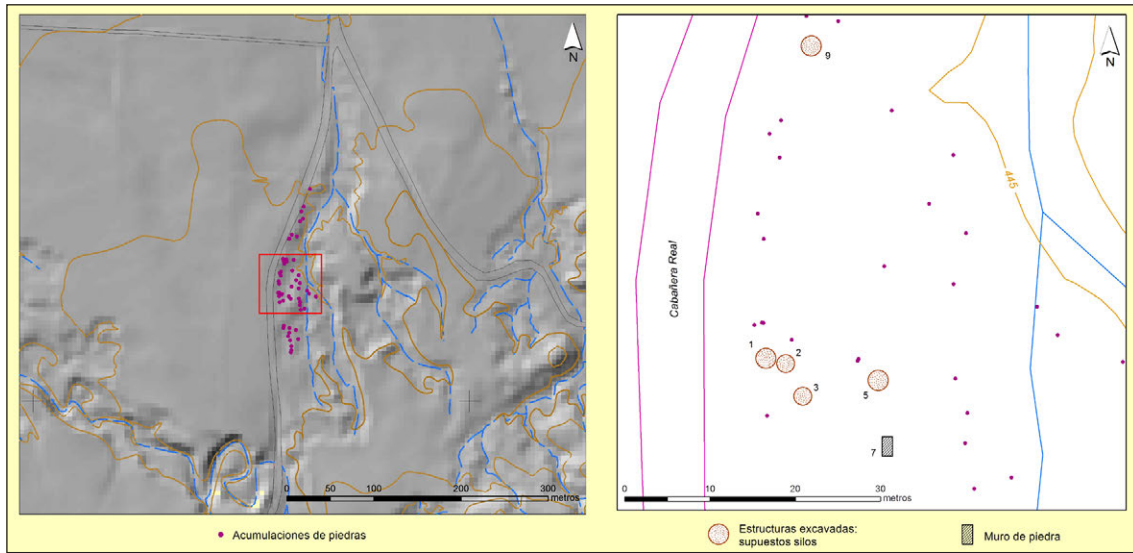 N
0 50 100 200 300
metros
N
9
445
Cabañera Real
1
2
3
5
7
0 10 20 30
metros
Acumulaciones de piedras
Estructuras excavadas:
supuestos silos
Muro de piedra